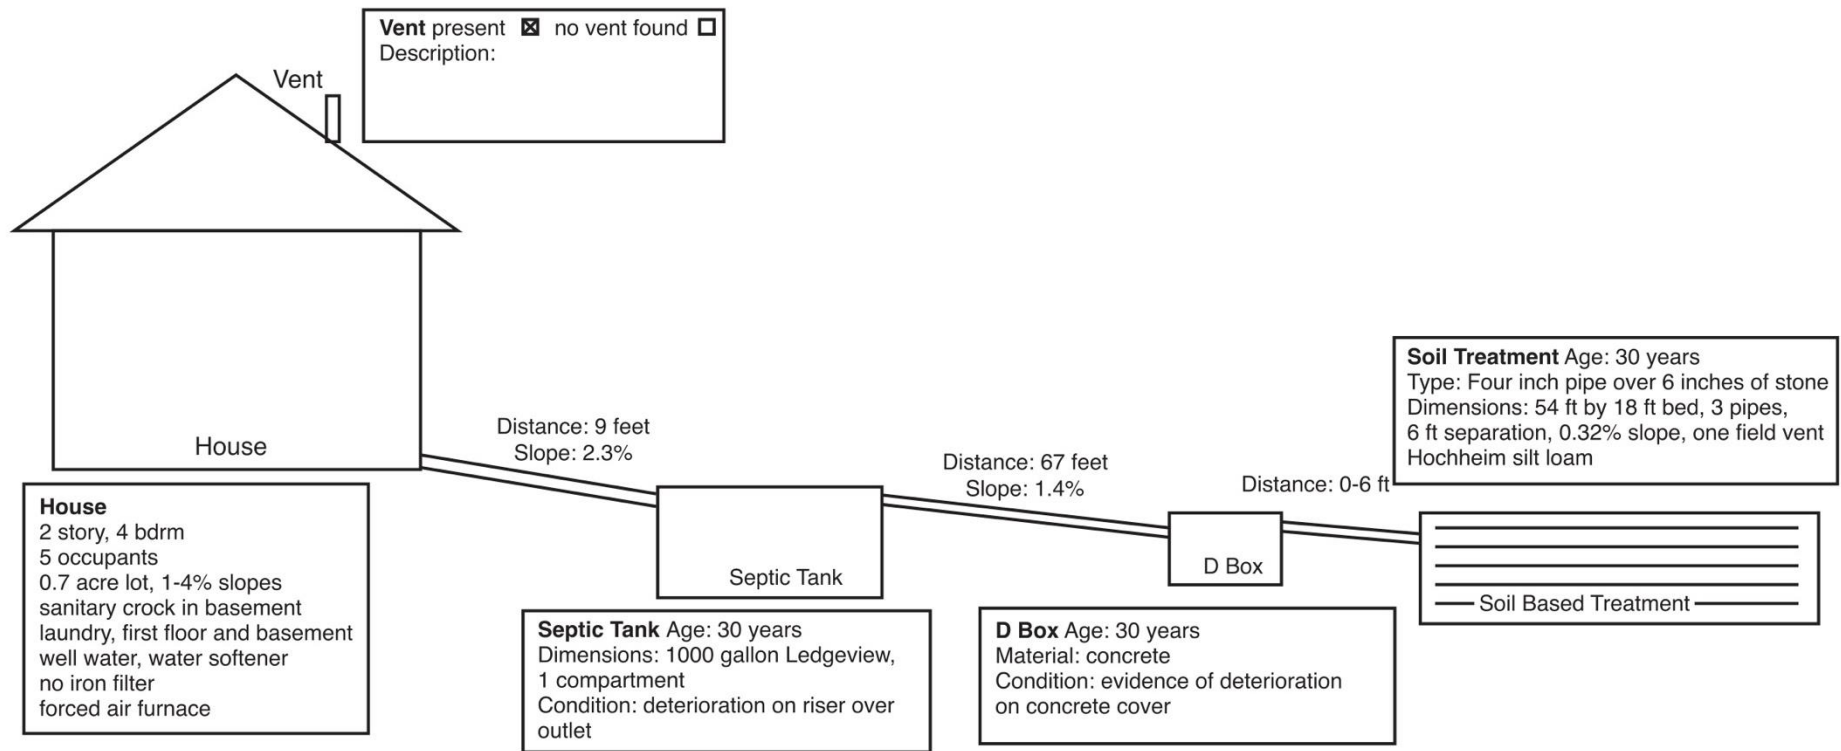 Vent present ☒ no vent found ☐
Description:
Vent
House
House
2 story, 4 bdrm
5 occupants
0.7 acre lot, 1-4% slopes
sanitary crock in basement
laundry, first floor and basement
well water, water softener
no iron filter
forced air furnace
Distance: 9 feet
Slope: 2.3%
Septic Tank
Septic Tank Age: 30 years
Dimensions: 1000 gallon Ledgeview,
1 compartment
Condition: deterioration on riser over
outlet
Distance: 67 feet
Slope: 1.4%
D Box
D Box Age: 30 years
Material: concrete
Condition: evidence of deterioration
on concrete cover
Distance: 0-6 ft
Soil Treatment Age: 30 years
Type: Four inch pipe over 6 inches of stone
Dimensions: 54 ft by 18 ft bed, 3 pipes,
6 ft separation, 0.32% slope, one field vent
Hochheim silt loam
Soil Based Treatment